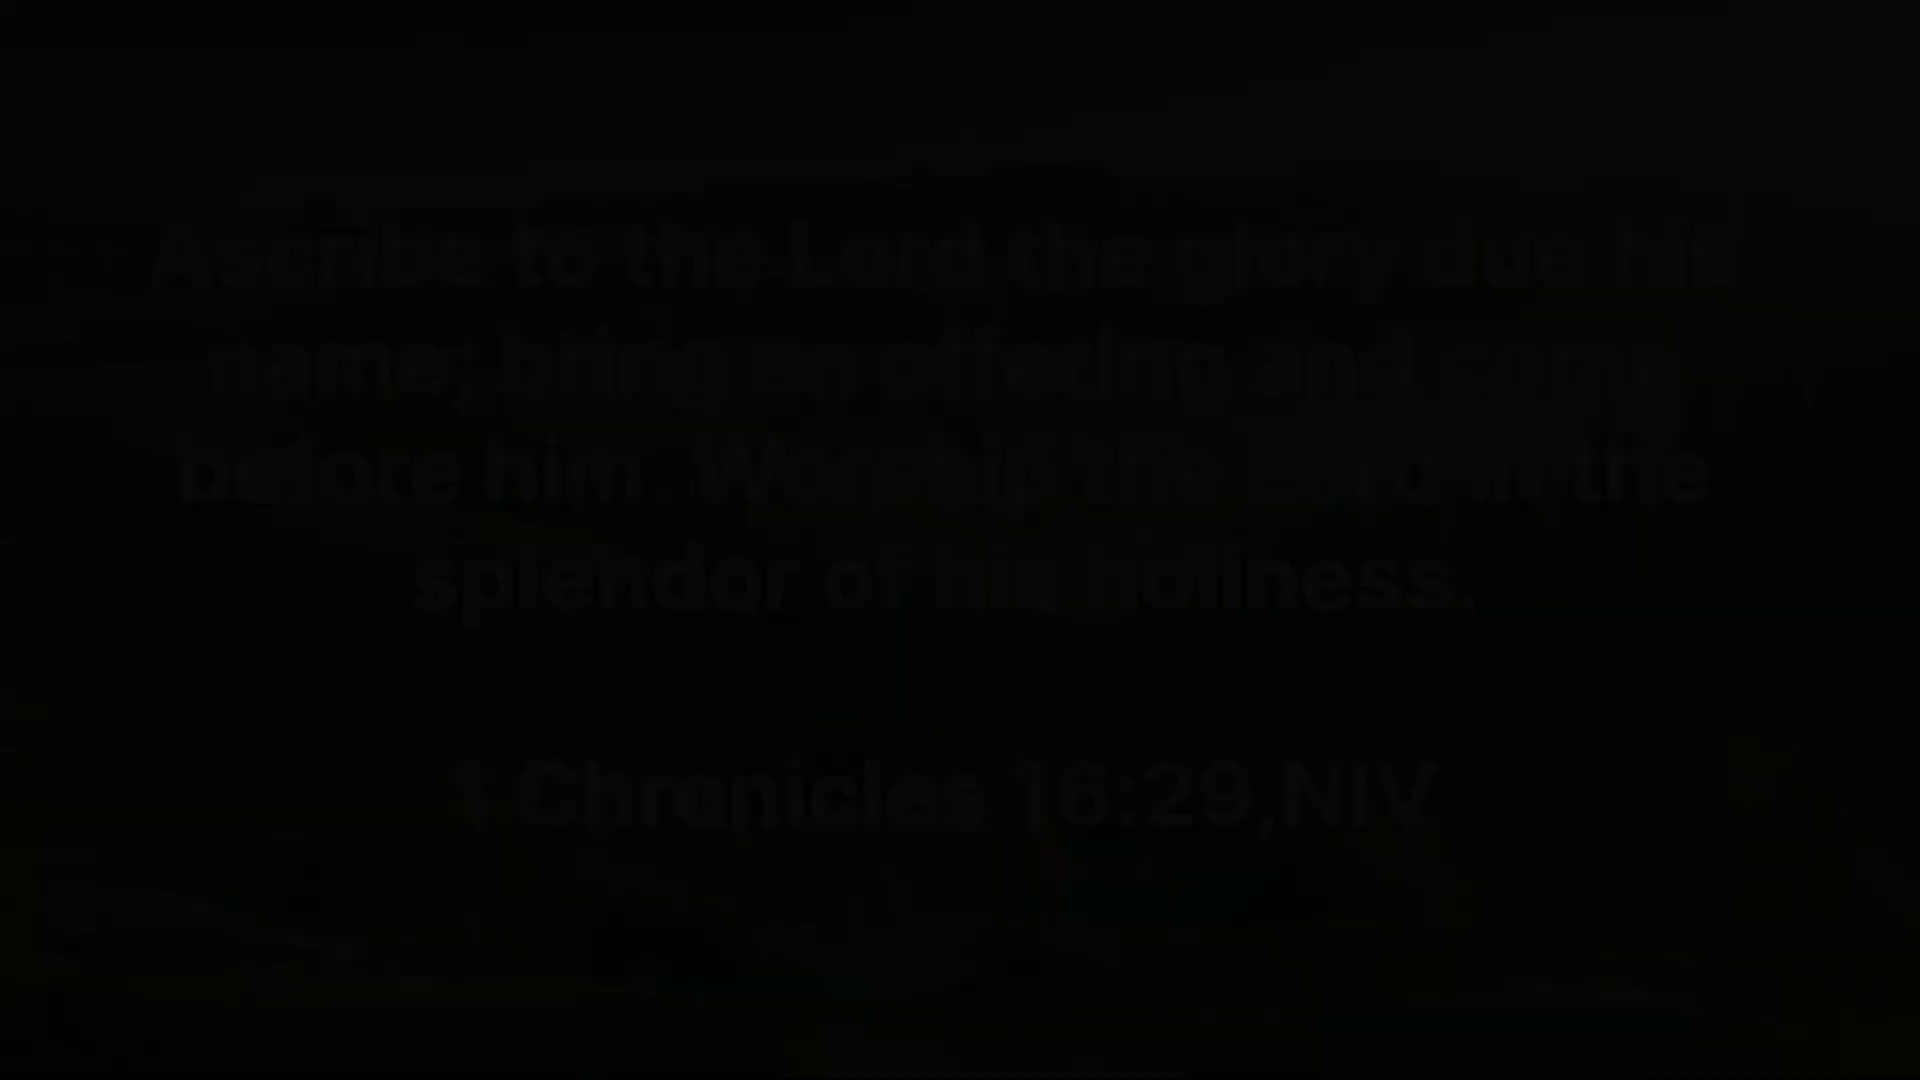 Ascribe to the Lord the glory due his
name; bring an offering and come
before him. Worship the Lord in the
splendor of his holiness.
1 Chronicles 16:29,NIV